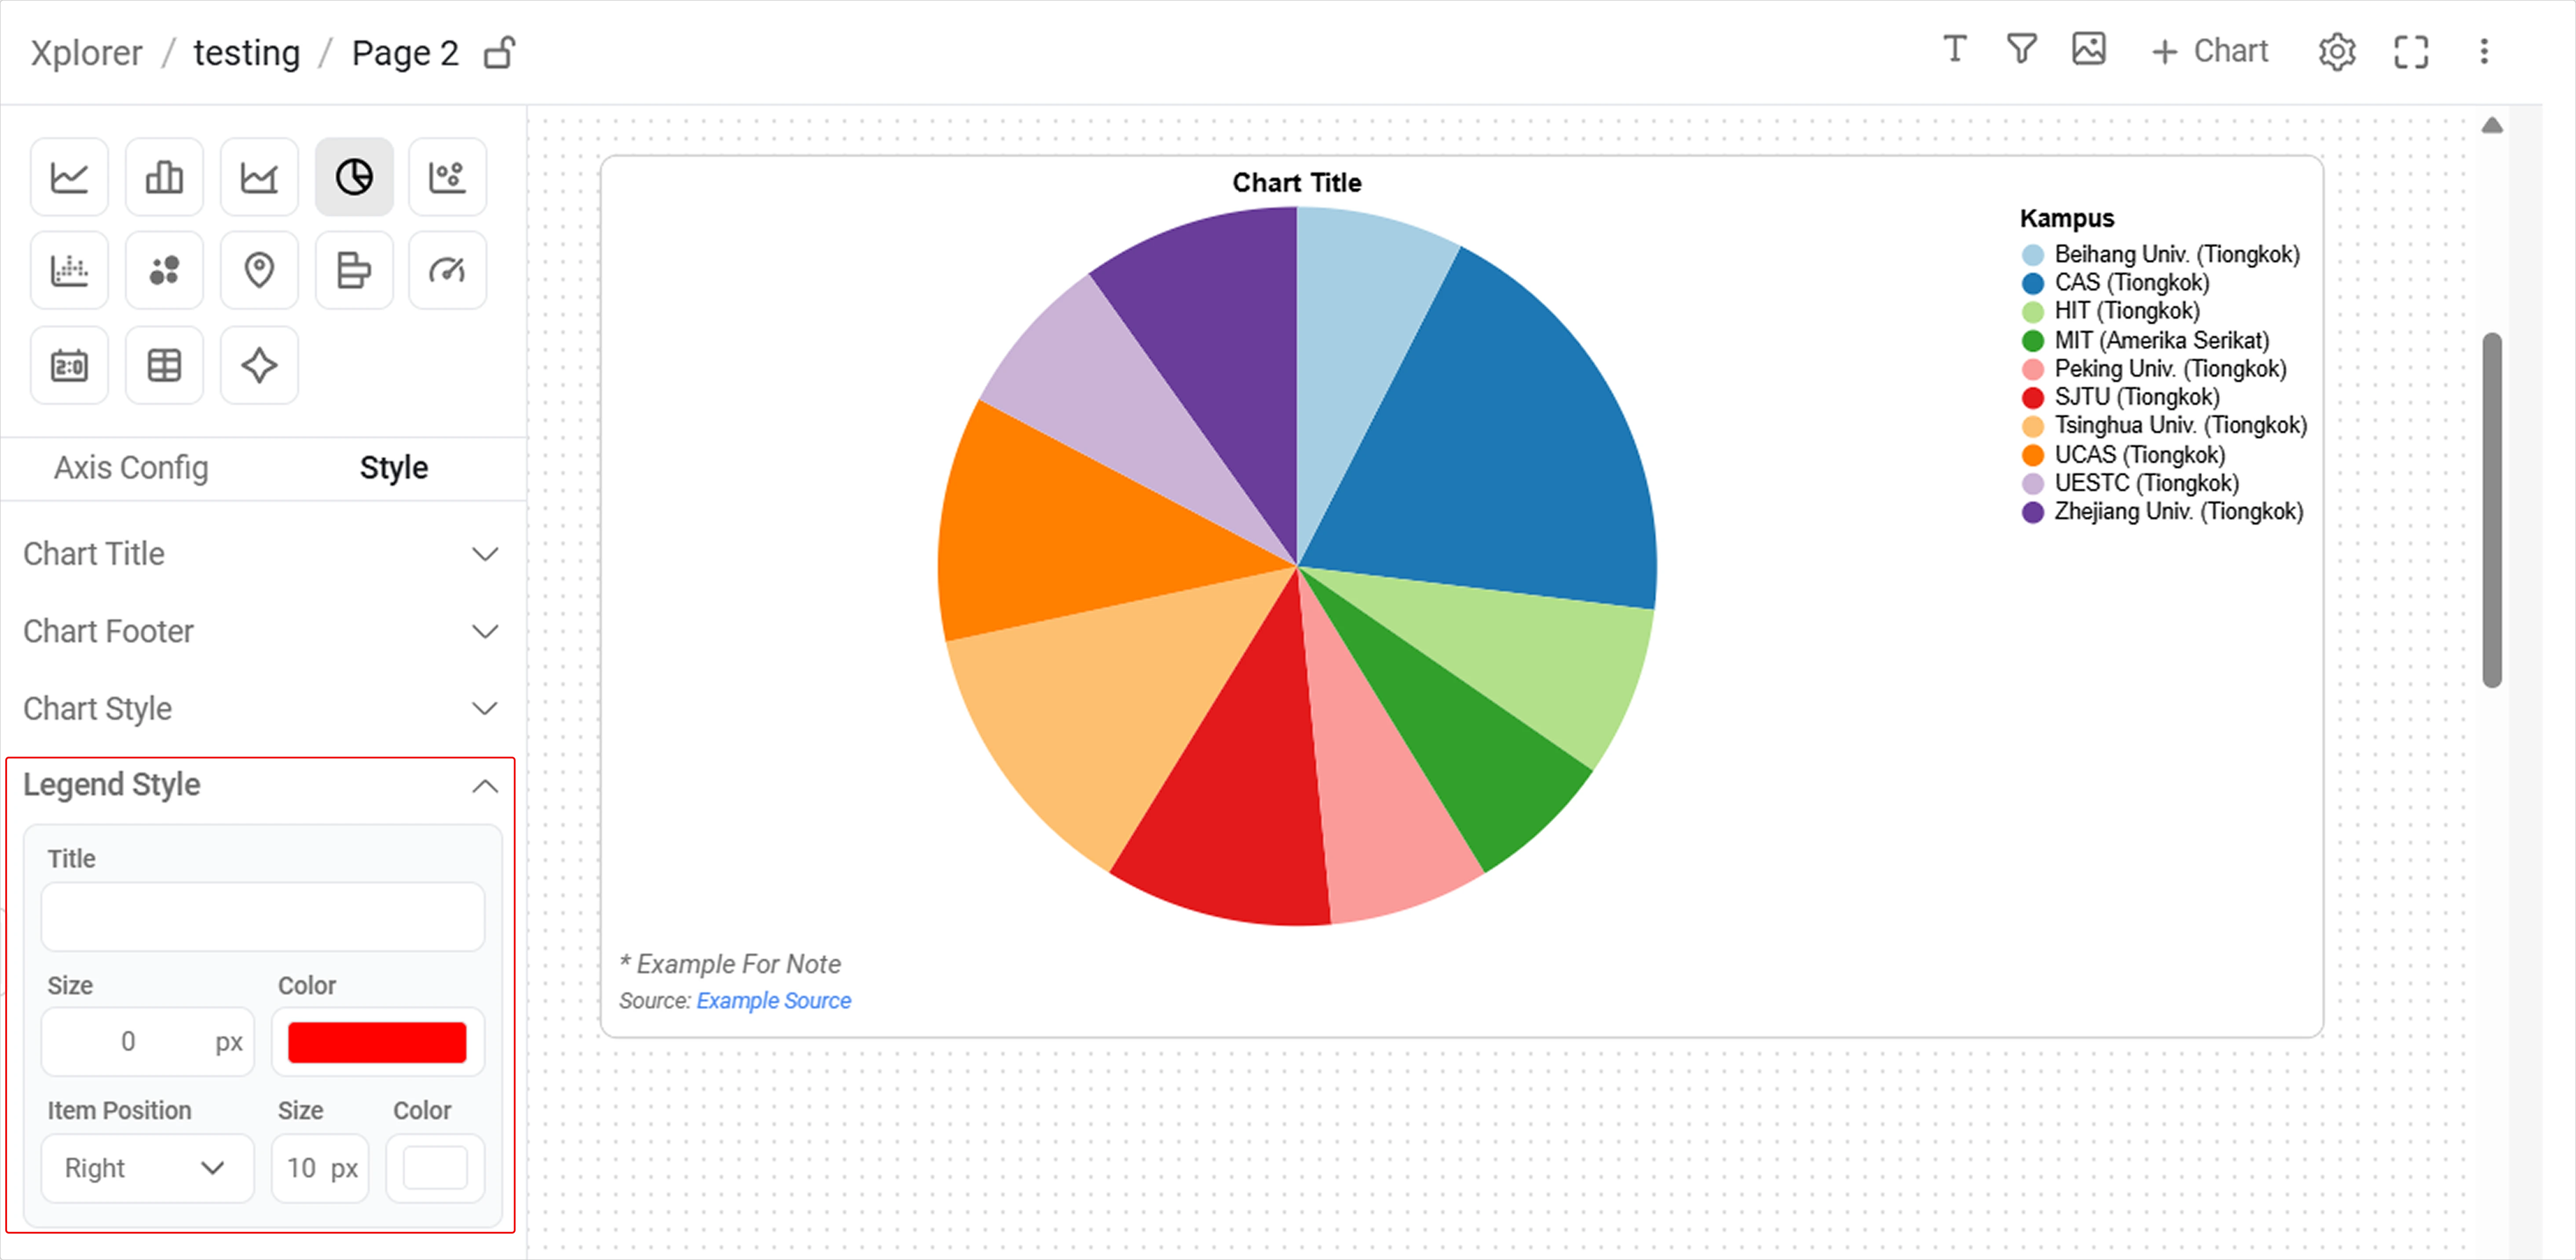 Xplorer / testing / Page 2
+ Chart
2:0
Axis Config
Style
Chart Title
Chart Footer
Chart Style
Legend Style
Title
Size
Color
0 px
Item Position
Size
Color
Right
10 px
Chart Title
Kampus
Beihang Univ. (Tiongkok)
CAS (Tiongkok)
HIT (Tiongkok)
MIT (Amerika Serikat)
Peking Univ. (Tiongkok)
SJTU (Tiongkok)
Tsinghua Univ. (Tiongkok)
UCAS (Tiongkok)
UESTC (Tiongkok)
Zhejiang Univ. (Tiongkok)
* Example For Note
Source: Example Source